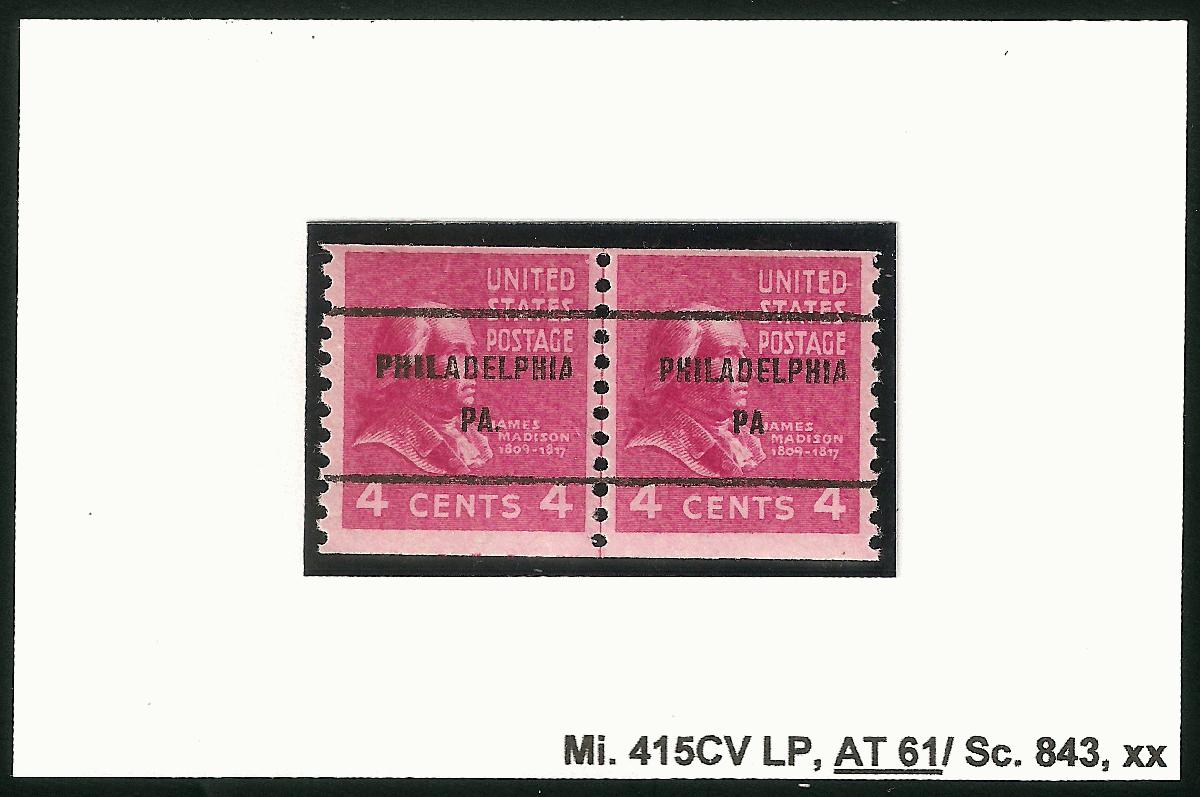 UNITED
STATES
POSTAGE
PHILADELPHIA
PA.
JAMES
MADISON
1809-1817
4 CENTS 4
UNITED
STATES
POSTAGE
PHILADELPHIA
PA
JAMES
MADISON
1809-1817
4 CENTS 4
Mi. 415CV LP, AT 61/ Sc. 843, xx